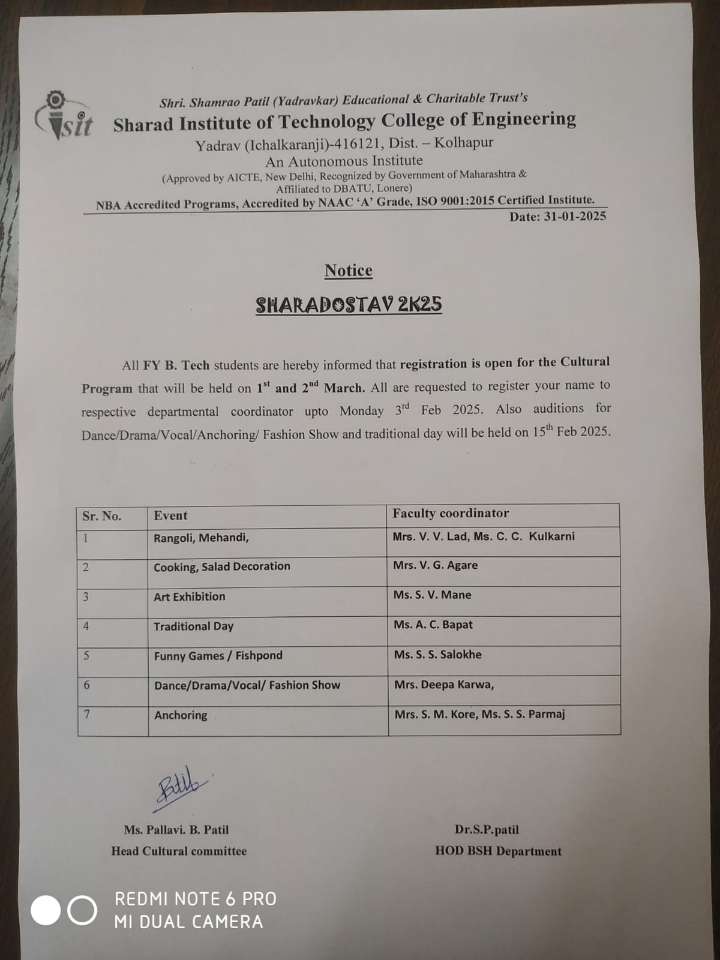 isit
Shri. Shamrao Patil (Yadravkar) Educational & Charitable Trust's
Sharad Institute of Technology College of Engineering
Yadrav (Ichalkaranji)-416121, Dist. – Kolhapur
An Autonomous Institute
(Approved by AICTE, New Delhi, Recognized by Government of Maharashtra &
Affiliated to DBATU, Lonere)
NBA Accredited Programs, Accredited by NAAC ‘A’ Grade, ISO 9001:2015 Certified Institute.
Date: 31-01-2025
Notice
SHARADOSTAV 2K25
All FY B. Tech students are hereby informed that registration is open for the Cultural
Program that will be held on 1st and 2nd March. All are requested to register your name to
respective departmental coordinator upto Monday 3rd Feb 2025. Also auditions for
Dance/Drama/Vocal/Anchoring/ Fashion Show and traditional day will be held on 15th Feb 2025.
Sr. No. Event Faculty coordinator
1 Rangoli, Mehandi, Mrs. V. V. Lad, Ms. C. C. Kulkarni
2 Cooking, Salad Decoration Mrs. V. G. Agare
3 Art Exhibition Ms. S. V. Mane
4 Traditional Day Ms. A. C. Bapat
5 Funny Games / Fishpond Ms. S. S. Salokhe
6 Dance/Drama/Vocal/ Fashion Show Mrs. Deepa Karwa,
7 Anchoring Mrs. S. M. Kore, Ms. S. S. Parmaj
Ms. Pallavi. B. Patil Dr.S.P.patil
Head Cultural committee HOD BSH Department
REDMI NOTE 6 PRO
MI DUAL CAMERA